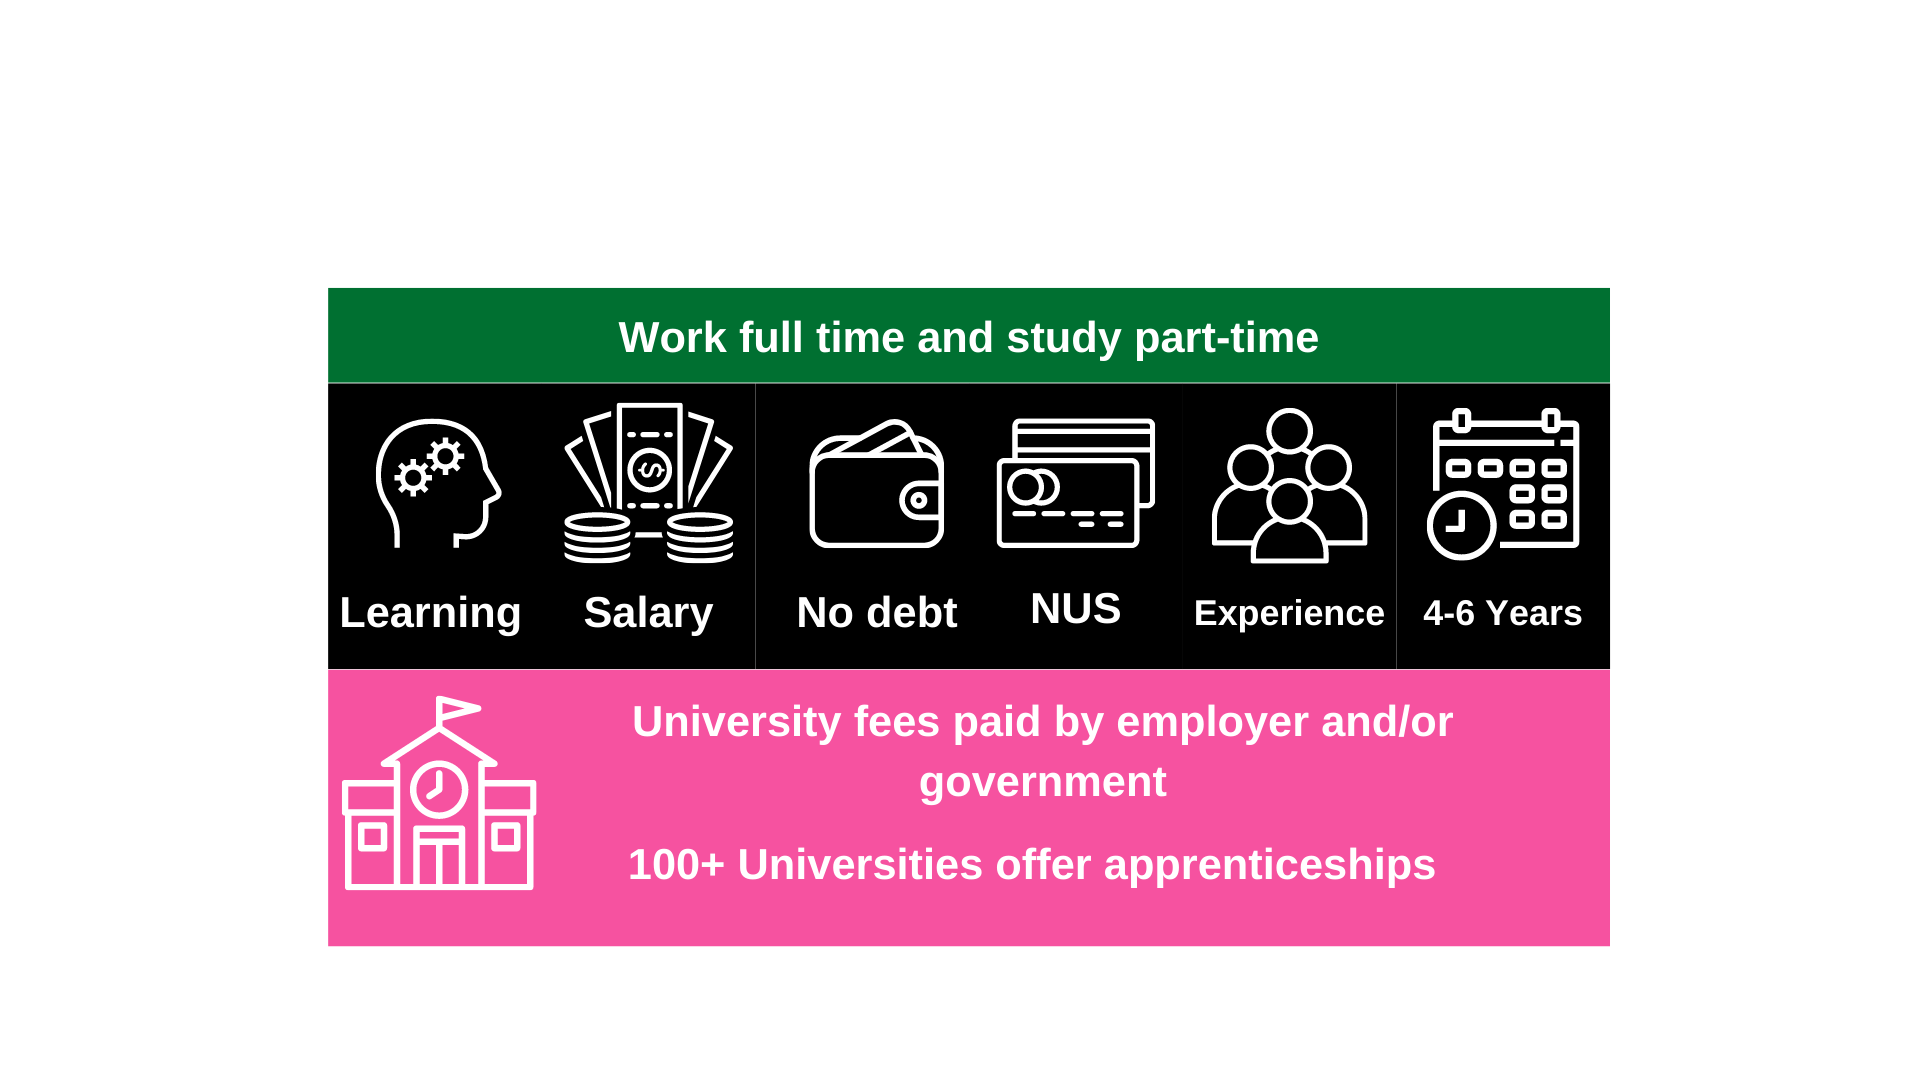 Work full time and study part-time
Learning
Salary
No debt
NUS
Experience
4-6 Years
University fees paid by employer and/or
government
100+ Universities offer apprenticeships